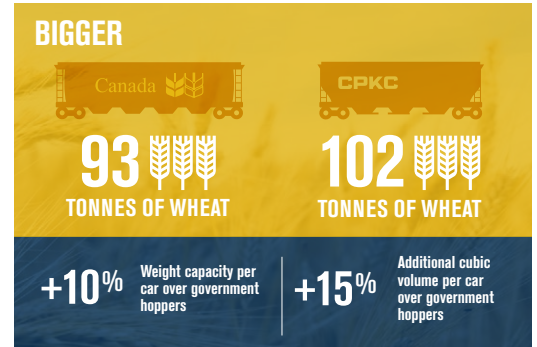 BIGGER
Canada
CPKC
93
TONNES OF WHEAT
102
TONNES OF WHEAT
+10%
Weight capacity per
car over government
hoppers
+15%
Additional cubic
volume per car
over government
hoppers